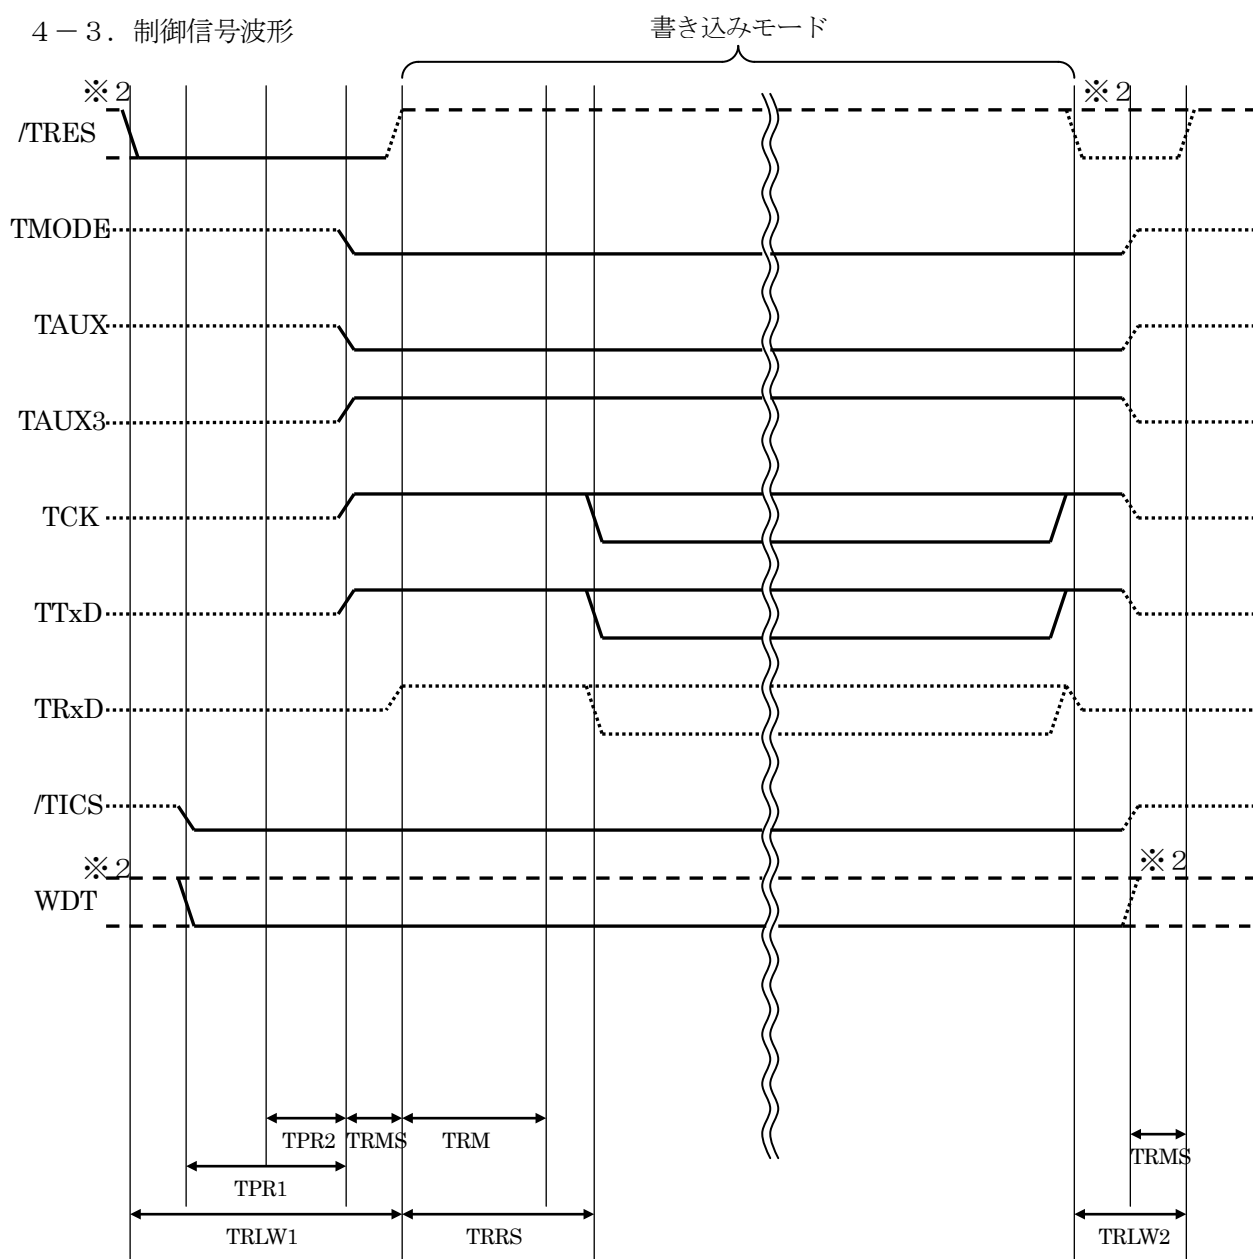 4－3．制御信号波形
書き込みモード
※2
※2
/TRES
TMODE
TAUX
TAUX3
TCK
TTxD
TRxD
/TICS
※2
※2
WDT
TPR2
TRMS
TRM
TRMS
TPR1
TRLW1
TRRS
TRLW2